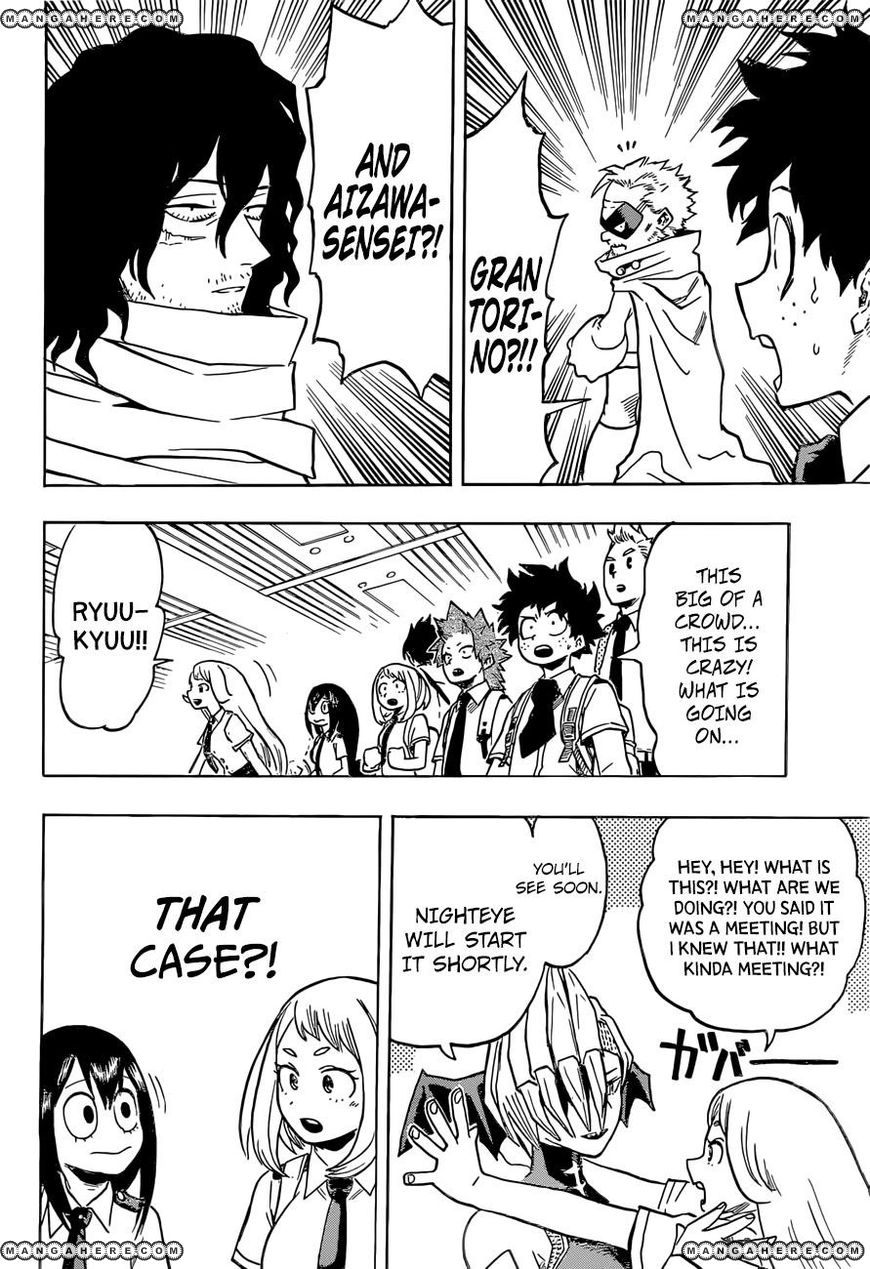 MANGAHERE.COM
MANGAHERE.COM
GRAN
TORI-
NO?!!
AND
AIZAWA-
SENSEI?!
THIS
BIG OF A
CROWD...
THIS IS
CRAZY!
WHAT IS
GOING
ON...
RYUU-
KYUU!!
HEY, HEY! WHAT IS
THIS?! WHAT ARE WE
DOING?! YOU SAID IT
WAS A MEETING! BUT
I KNEW THAT!! WHAT
KINDA MEETING?!
ガバーー
YOU'LL
SEE SOON.
NIGHTEYE
WILL START
IT SHORTLY.
THAT
CASE?!
MANGAHERE.COM
MANGAHERE.COM